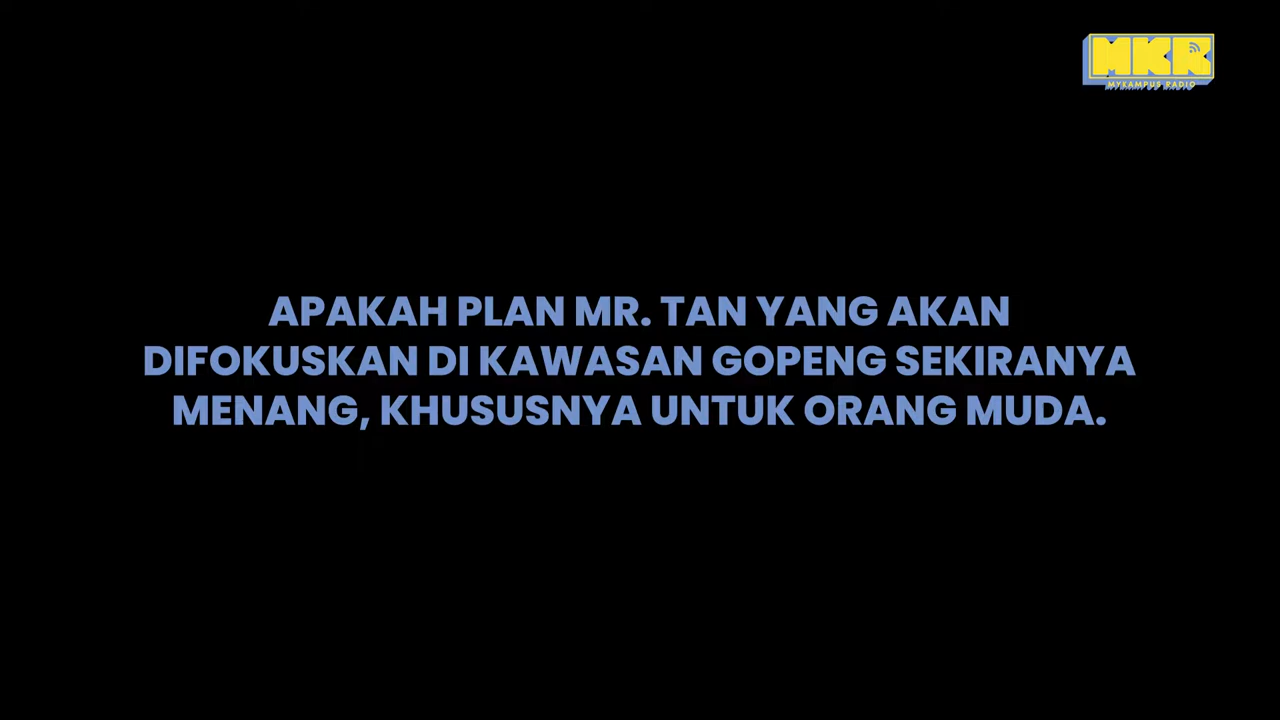 MKR
MYKAMPUS RADIO
APAKAH PLAN MR. TAN YANG AKAN
DIFOKUSKAN DI KAWASAN GOPENG SEKIRANYA
MENANG, KHUSUSNYA UNTUK ORANG MUDA.